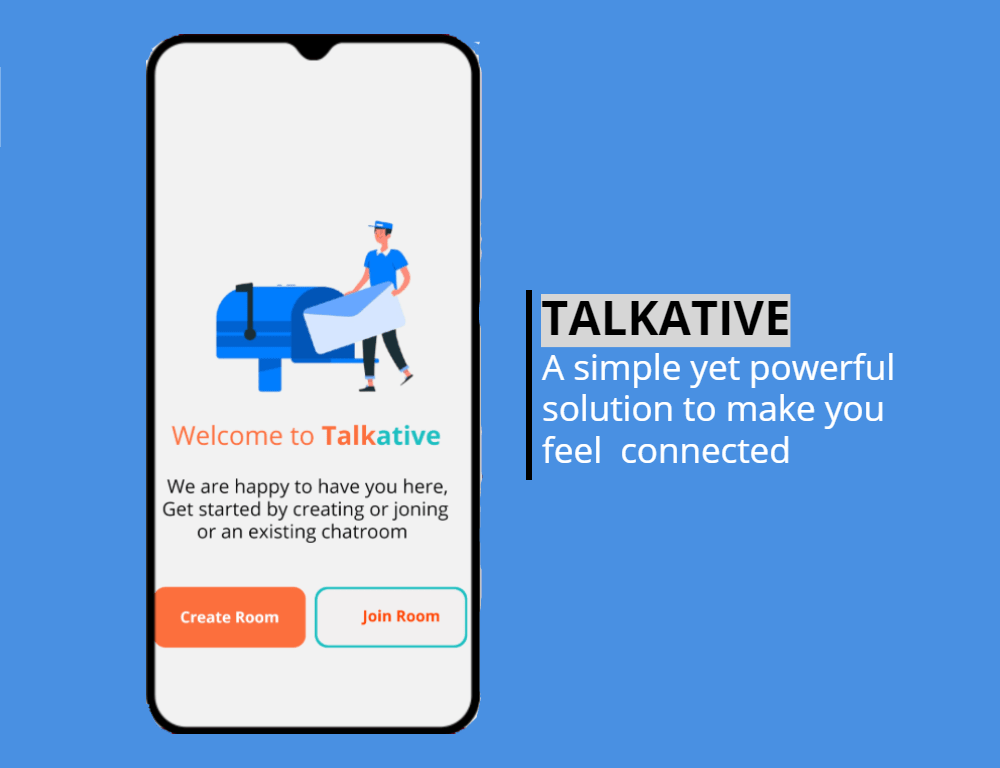 Welcome to Talkative
We are happy to have you here,
Get started by creating or joning
or an existing chatroom
Create Room
Join Room
TALKATIVE
A simple yet powerful
solution to make you
feel  connected